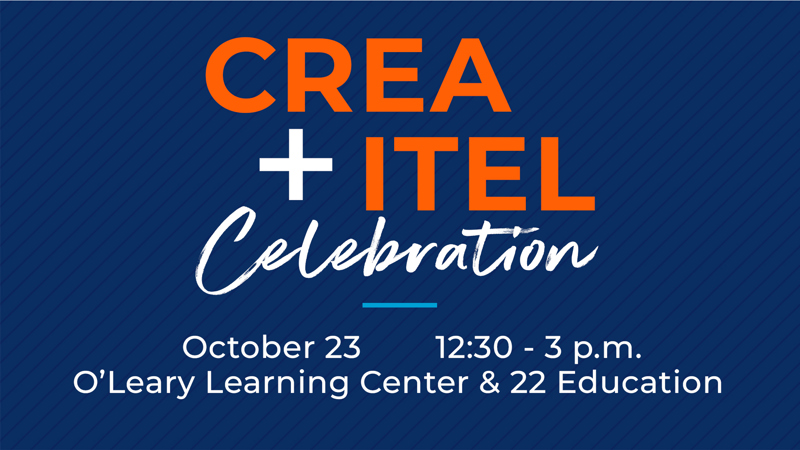 CREA
+ ITEL
Celebration
October 23 12:30 - 3 p.m.
O’Leary Learning Center & 22 Education